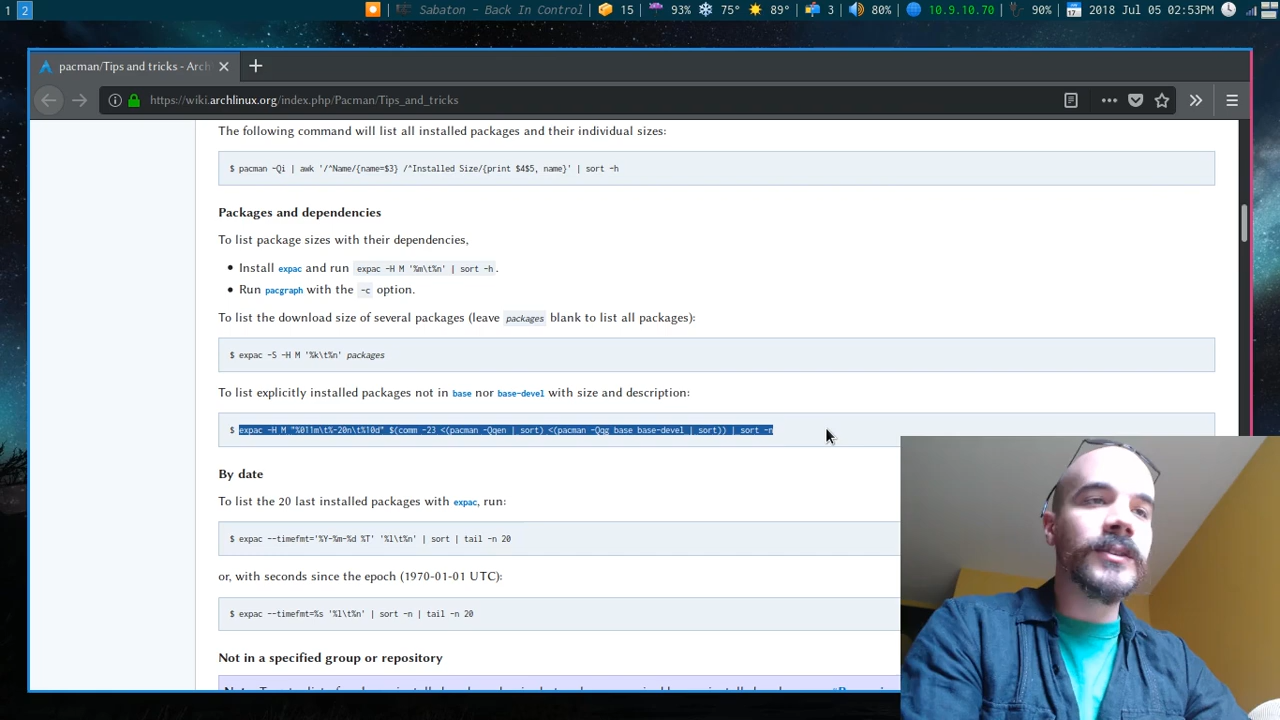 1 2 Sabaton - Back In Control 15 93% 75° 89° 3 80% 10.9.10.70 90% 2018 Jul 05 02:53PM
pacman/Tips and tricks - Arch
https://wiki.archlinux.org/index.php/Pacman/Tips_and_tricks
The following command will list all installed packages and their individual sizes:
$ pacman -Qi | awk '/^Name/{name=$3} /^Installed Size/{print $4$5, name}' | sort -h
Packages and dependencies
To list package sizes with their dependencies,
• Install expac and run expac -H M '%m\t%n' | sort -h.
• Run pacgraph with the -c option.
To list the download size of several packages (leave packages blank to list all packages):
$ expac -S -H M '%k\t%n' packages
To list explicitly installed packages not in base nor base-devel with size and description:
$ expac -H M "%011m\t%-20n\t%10d" $(comm -23 <(pacman -Qqen | sort) <(pacman -Qqg base base-devel | sort)) | sort -n
By date
To list the 20 last installed packages with expac, run:
$ expac --timefmt='%Y-%m-%d %T' '%l\t%n' | sort | tail -n 20
or, with seconds since the epoch (1970-01-01 UTC):
$ expac --timefmt=%s '%l\t%n' | sort -n | tail -n 20
Not in a specified group or repository